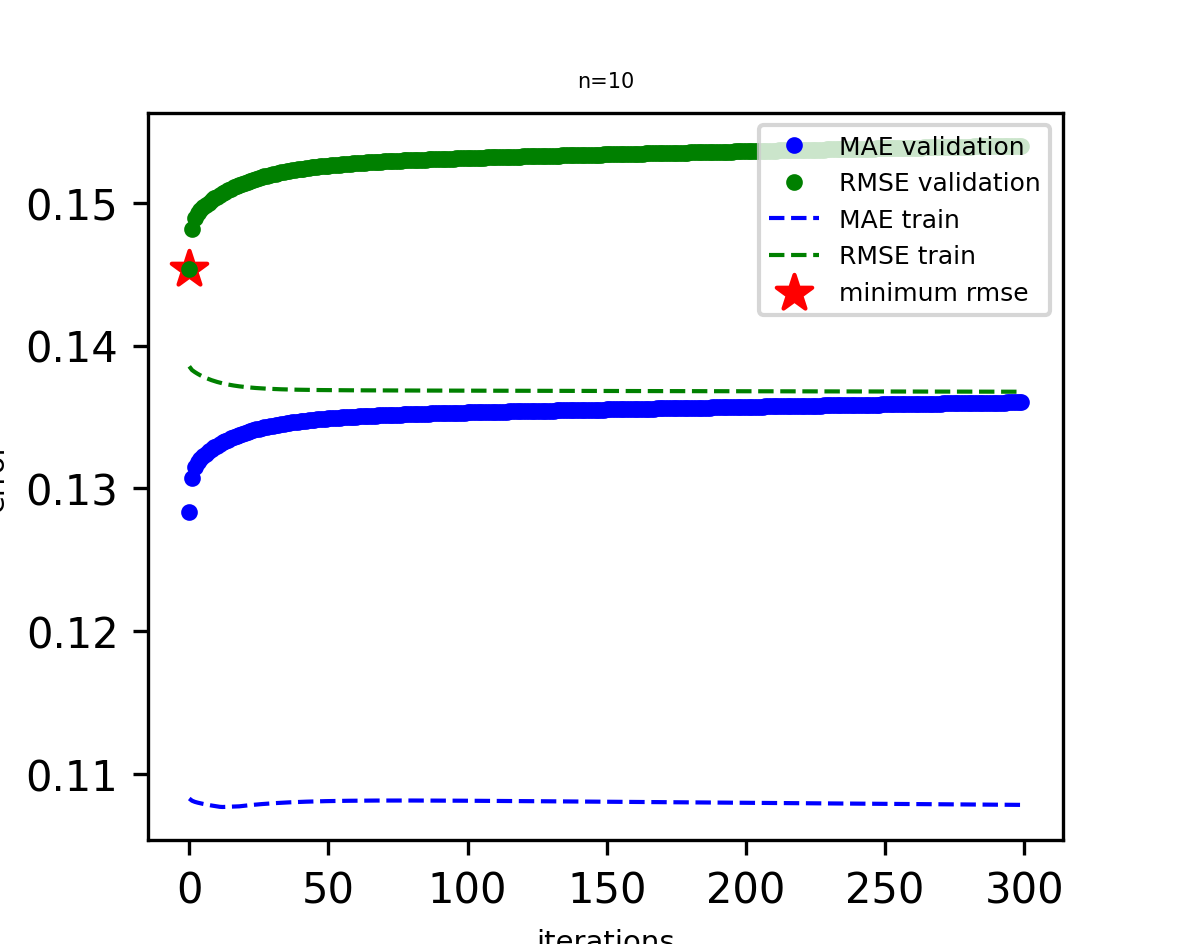 n=10
MAE validation
RMSE validation
MAE train
RMSE train
minimum rmse
0.15
0.14
0.13
0.12
0.11
0 50 100 150 200 250 300
iterations